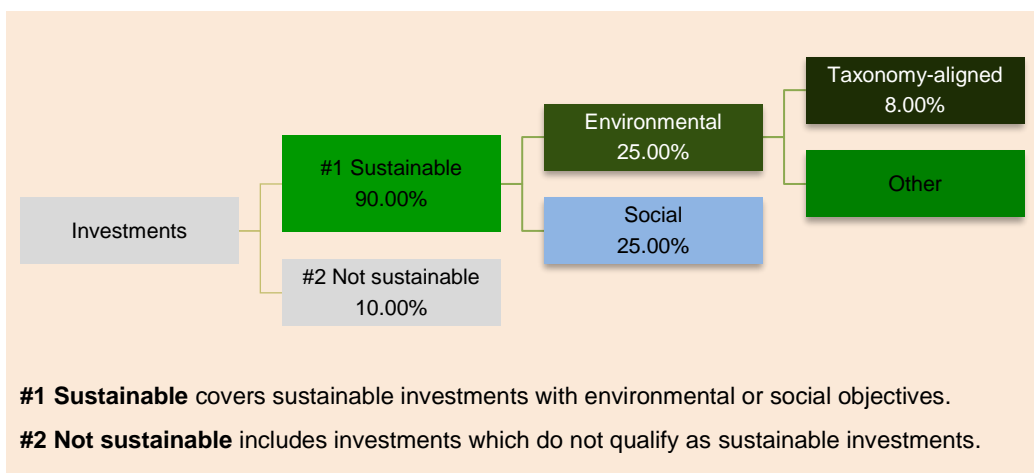 Investments
#1 Sustainable
90.00%
#2 Not sustainable
10.00%
Environmental
25.00%
Social
25.00%
Taxonomy-aligned
8.00%
Other
#1 Sustainable covers sustainable investments with environmental or social objectives.
#2 Not sustainable includes investments which do not qualify as sustainable investments.